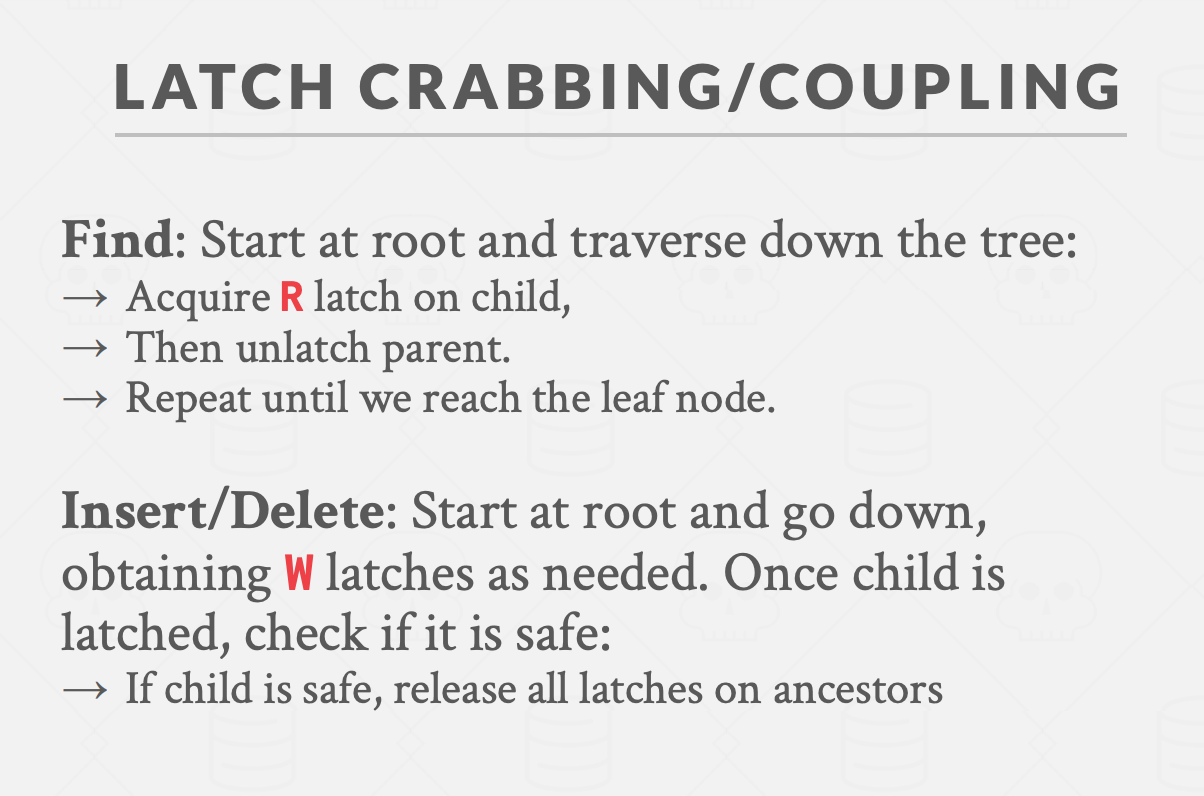 LATCH CRABBING/COUPLING
Find: Start at root and traverse down the tree:
→ Acquire R latch on child,
→ Then unlatch parent.
→ Repeat until we reach the leaf node.
Insert/Delete: Start at root and go down,
obtaining W latches as needed. Once child is
latched, check if it is safe:
→ If child is safe, release all latches on ancestors